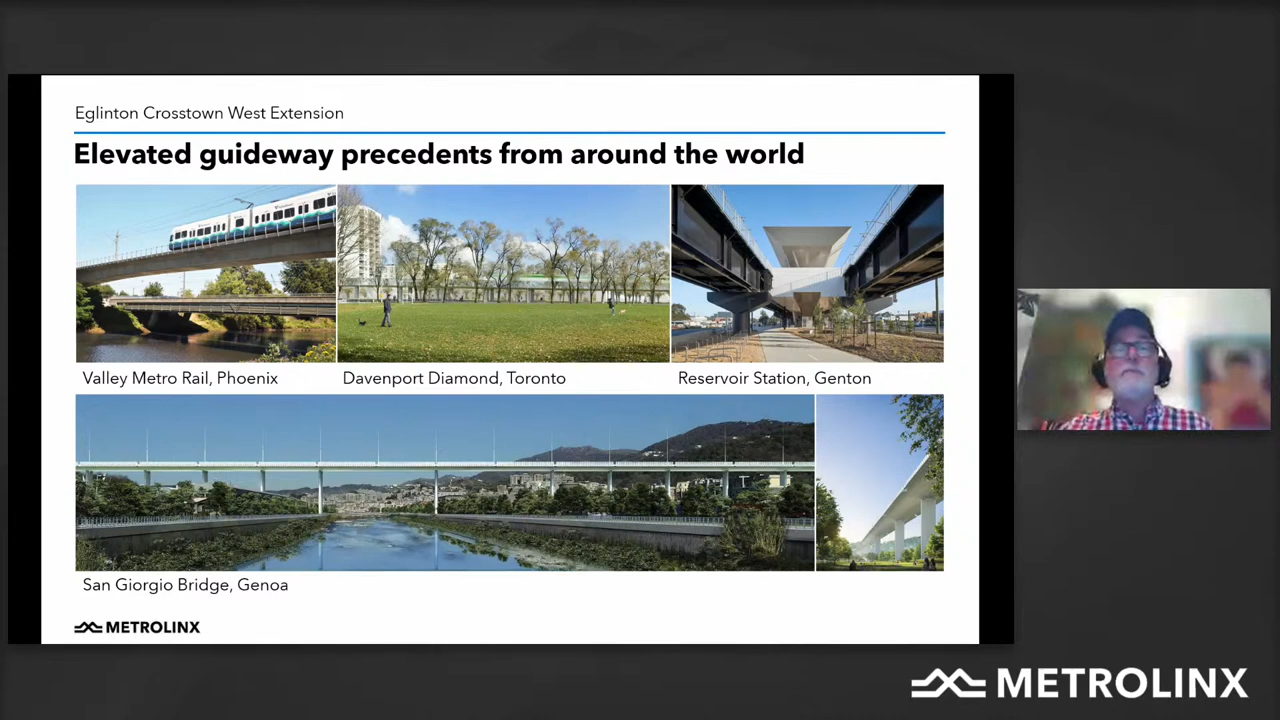 Eglinton Crosstown West Extension
Elevated guideway precedents from around the world
Valley Metro Rail, Phoenix
Davenport Diamond, Toronto
Reservoir Station, Genton
San Giorgio Bridge, Genoa
METROLINX
METROLINX